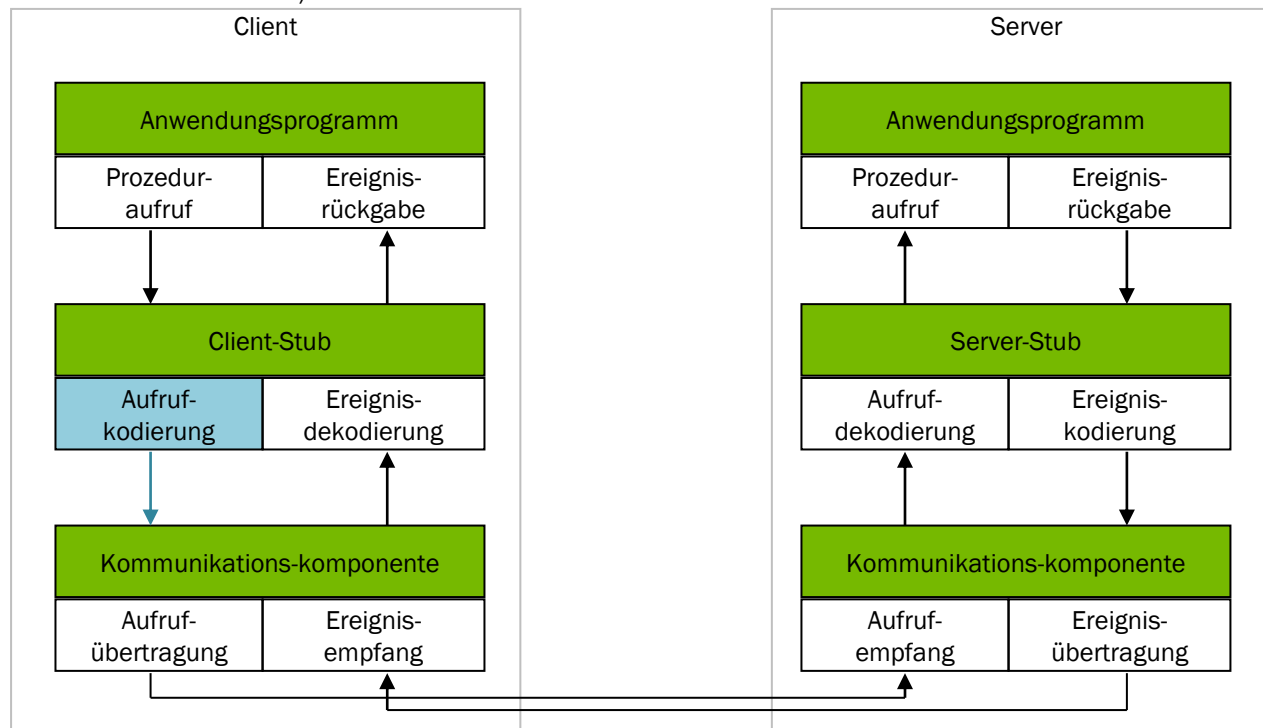 Client
Anwendungsprogramm
Prozedur-
aufruf
Ereignis-
rückgabe
Client-Stub
Aufruf-
kodierung
Ereignis-
dekodierung
Kommunikations-komponente
Aufruf-
übertragung
Ereignis-
empfang
Server
Anwendungsprogramm
Prozedur-
aufruf
Ereignis-
rückgabe
Server-Stub
Aufruf-
dekodierung
Ereignis-
kodierung
Kommunikations-komponente
Aufruf-
empfang
Ereignis-
übertragung